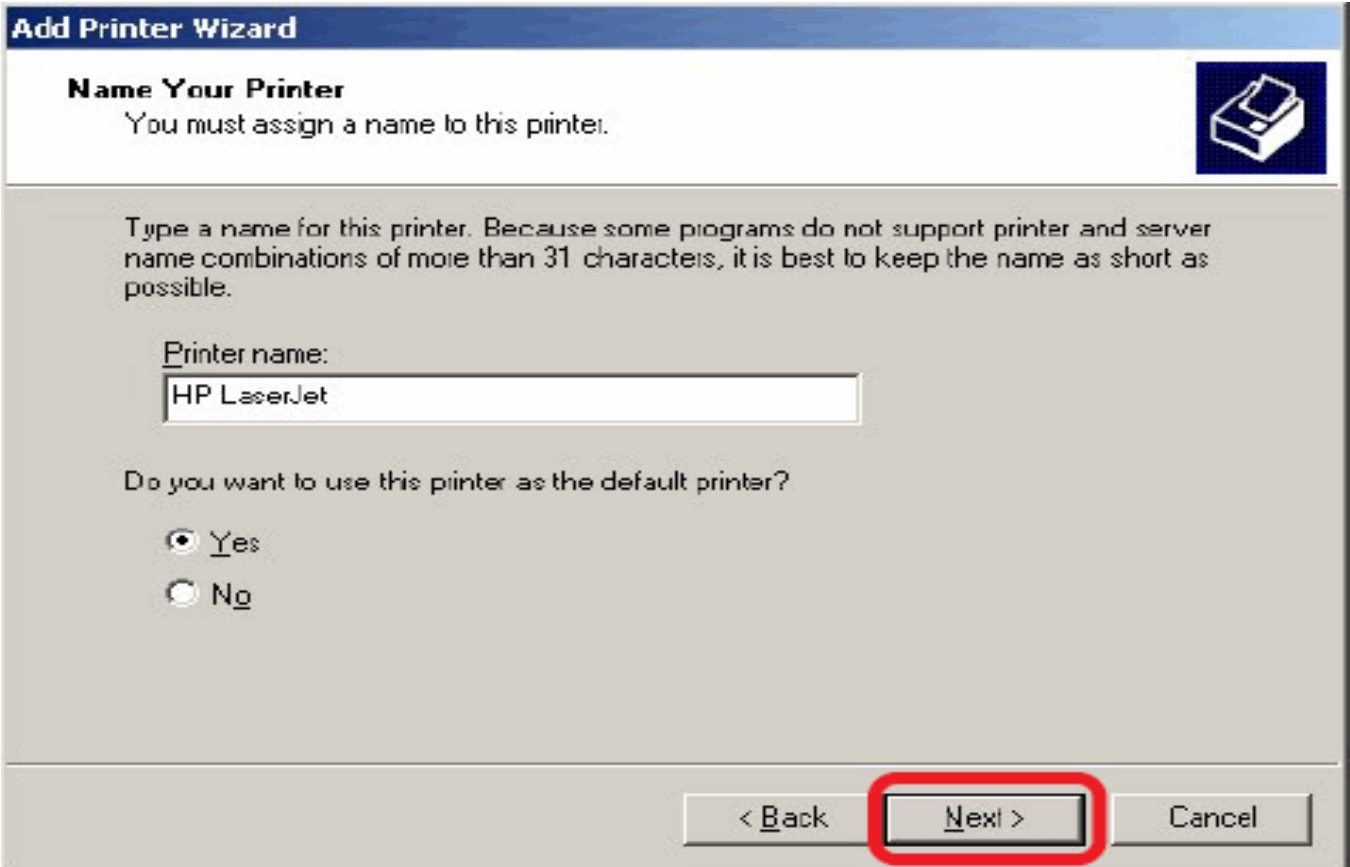 Add Printer Wizard
Name Your Printer
You must assign a name to this printer.
Type a name for this printer. Because some programs do not support printer and server
name combinations of more than 31 characters, it is best to keep the name as short as
possible.
Printer name:
HP LaserJet
Do you want to use this printer as the default printer?
Yes
No
< Back
Next >
Cancel